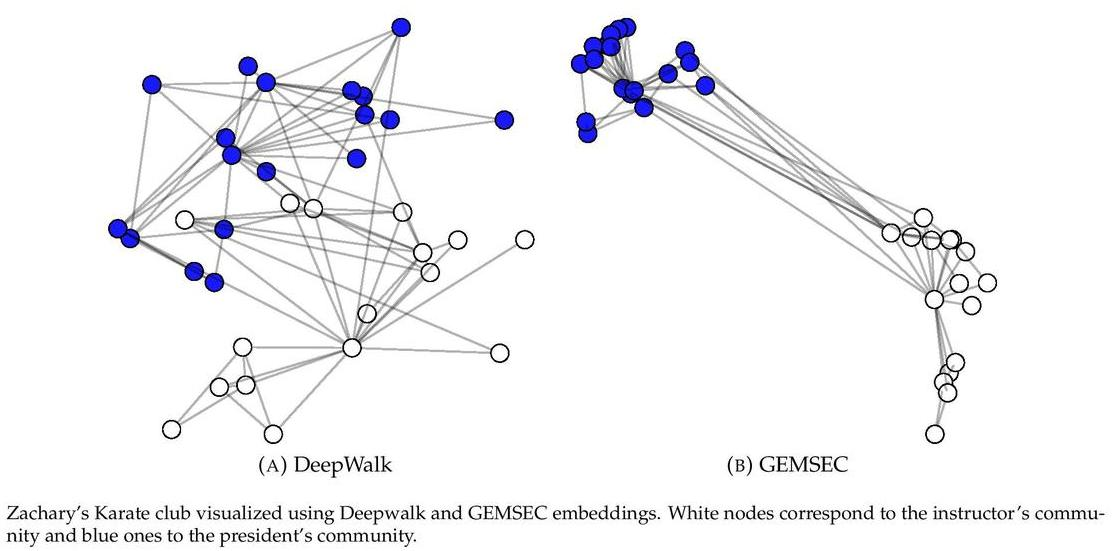 (A) DeepWalk
(B) GEMSEC
Zachary's Karate club visualized using Deepwalk and GEMSEC embeddings. White nodes correspond to the instructor's commu-
nity and blue ones to the president's community.